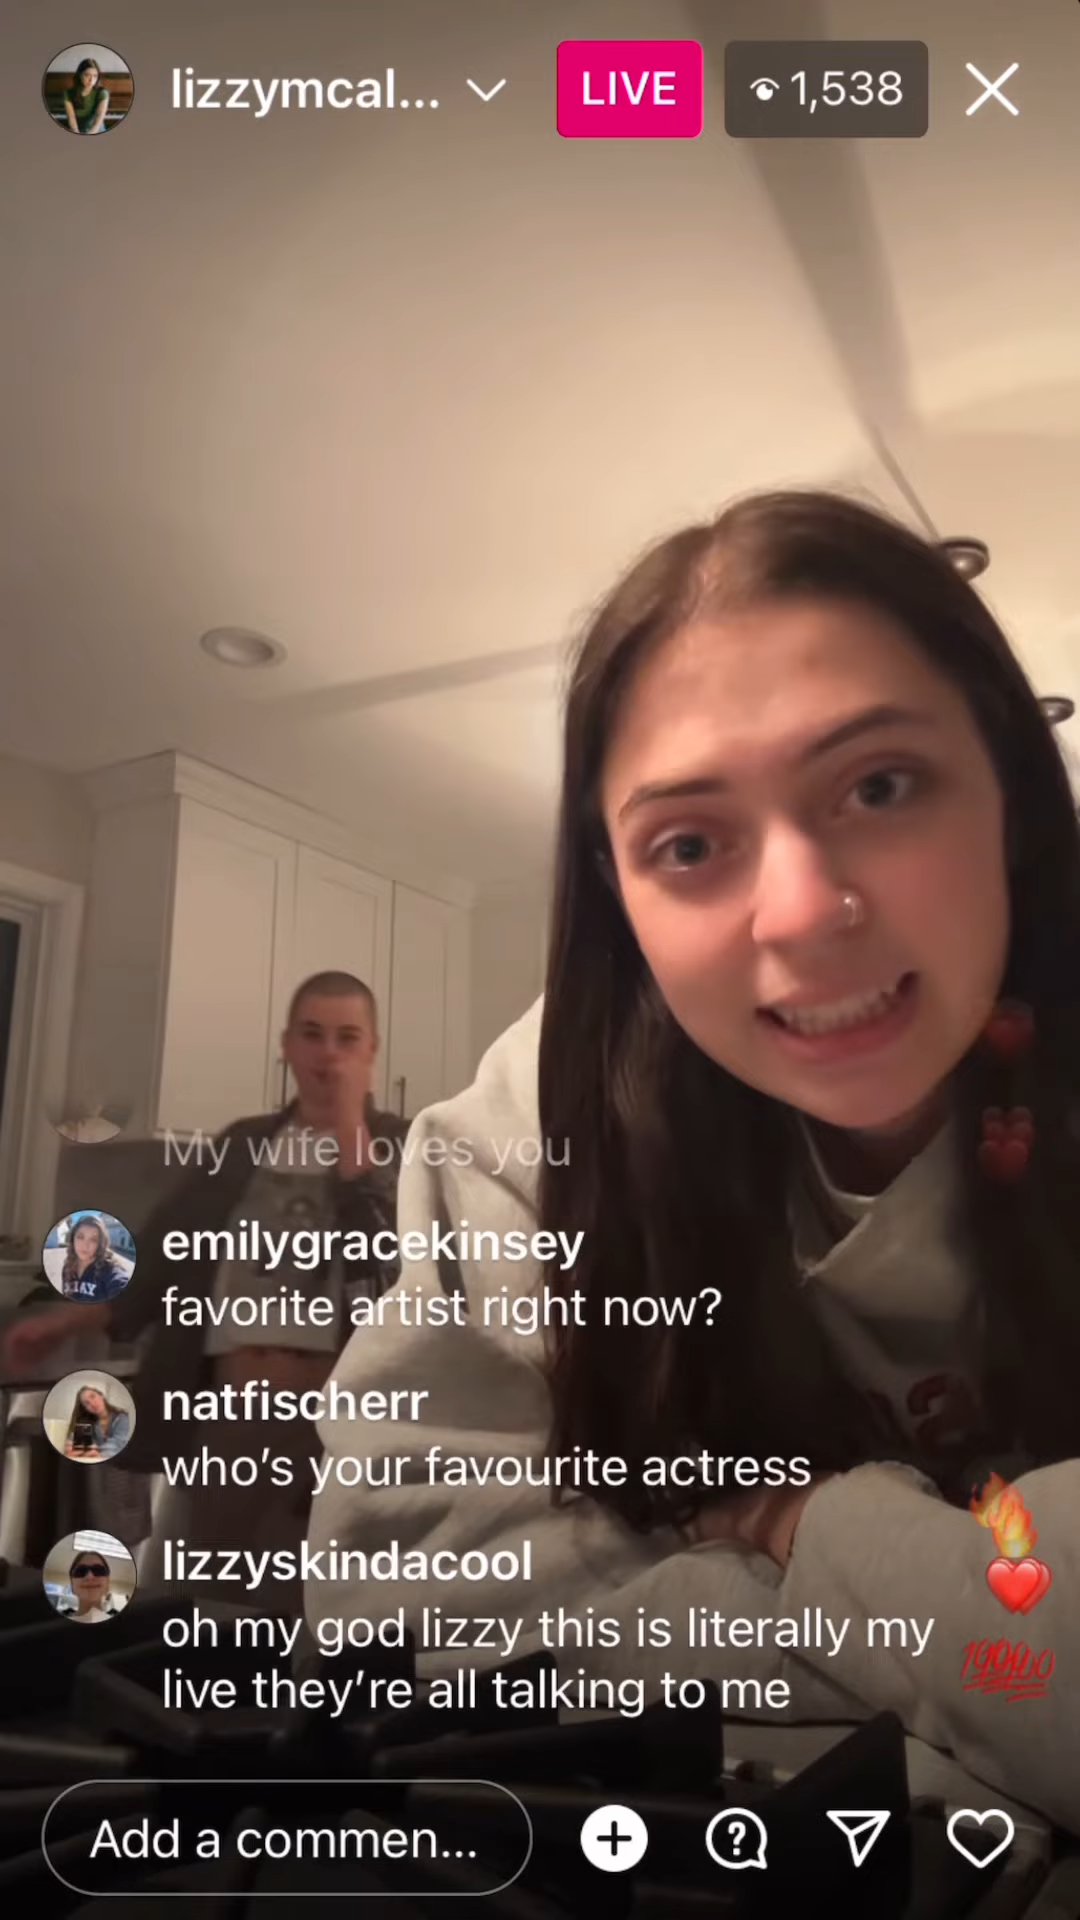 lizzymcal...
LIVE
1,538
My wife loves you
emilygracekinsey
favorite artist right now?
natfischerr
who's your favourite actress
lizzyskindacool
oh my god lizzy this is literally my
live they're all talking to me
Add a commen...